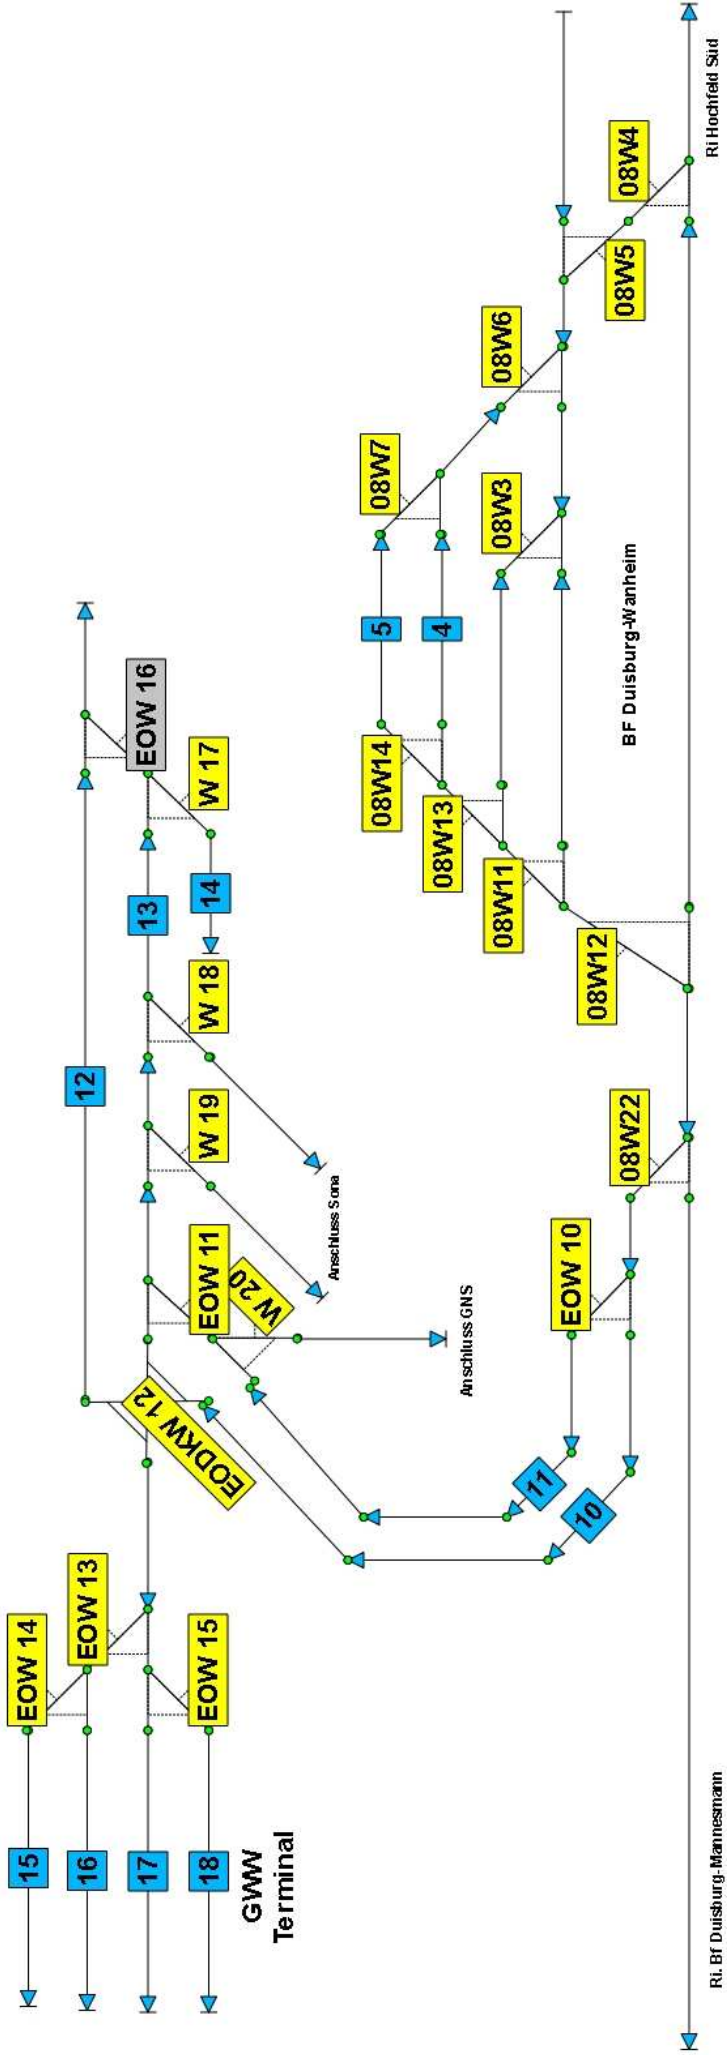 15
EOW 14
16
EOW 13
17
EOW 15
18
GWW
Terminal
EODKW 12
12
EOW 11
W 20
W 19
W 18
13
14
W 17
EOW 16
Anschluss Sona
Anschluss GNS
10
11
EOW 10
08W22
08W12
08W11
08W13
08W14
5
4
08W7
08W3
08W6
08W5
08W4
BF Duisburg-Wanheim
Ri. Bf Duisburg-Mannesmann
Ri Hochfeld Süd